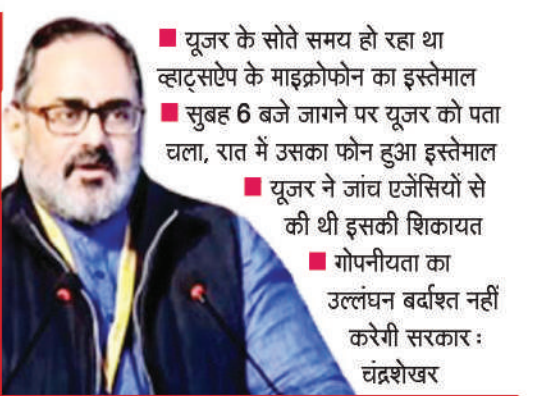 ■ यूजर के सोते समय हो रहा था
व्हाट्सऐप के माइक्रोफोन का इस्तेमाल
■ सुबह 6 बजे जागने पर यूजर को पता
चला, रात में उसका फोन हुआ इस्तेमाल
■ यूजर ने जांच एजेंसियों से
की थी इसकी शिकायत
■ गोपनीयता का
उल्लंघन बर्दाश्त नहीं
करेगी सरकार :
चंद्रशेखर